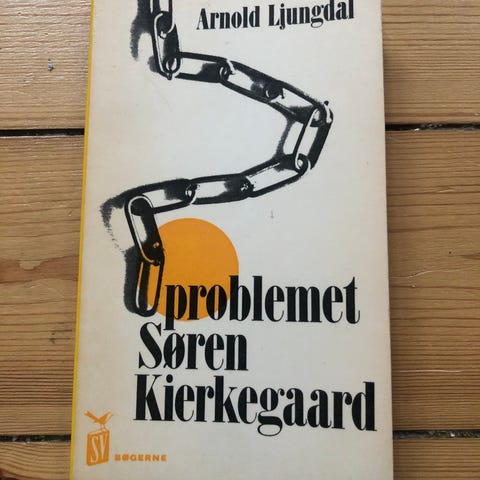 Arnold Ljungdal
problemet
Søren
Kierkegaard
SV BØGERNE